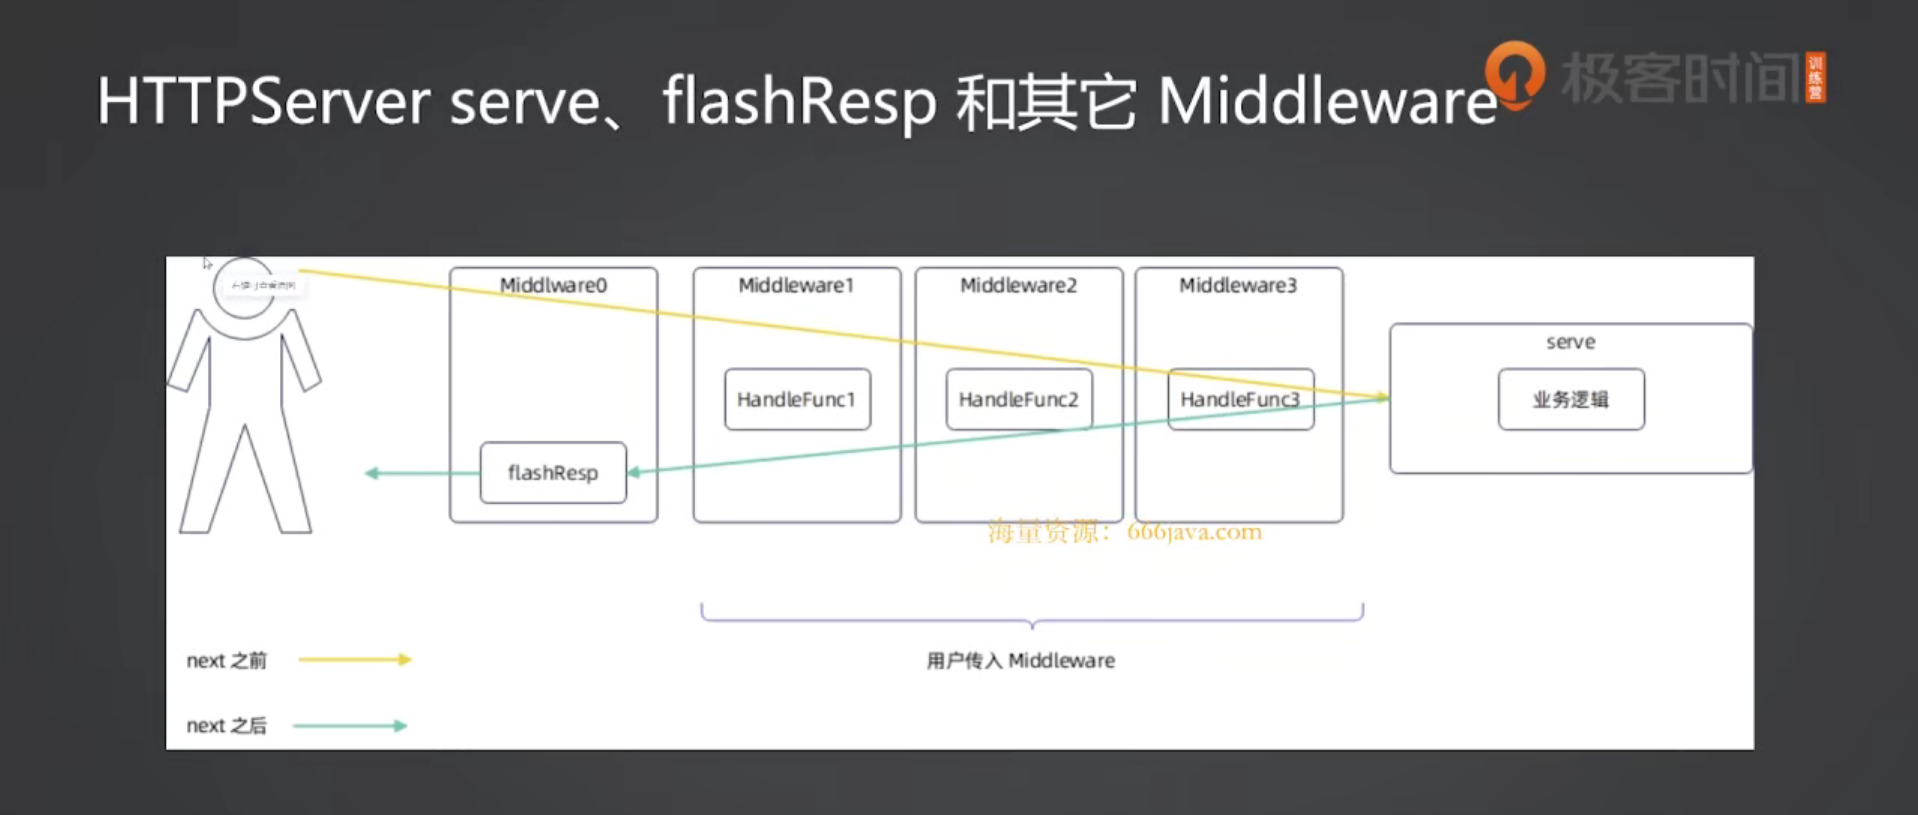 HTTPServer serve、flashResp 和其它 Middleware
极客时间
训练营
Middlware0
Middleware1
Middleware2
Middleware3
serve
HandleFunc1
HandleFunc2
HandleFunc3
业务逻辑
flashResp
海量资源：666java.com
next 之前
用户传入 Middleware
next 之后